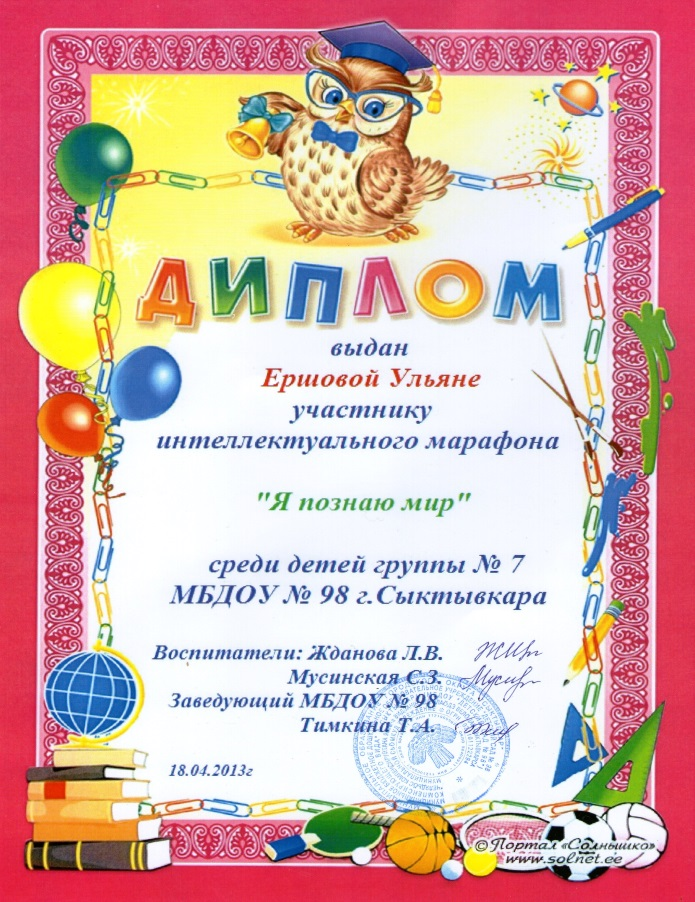 ДИПЛОМ
выдан
Ершовой Ульяне
участнику
интеллектуального марафона
"Я познаю мир"
среди детей группы № 7
МБДОУ № 98 г.Сыктывкара
Воспитатели: Жданова Л.В.
Мусинская С.З.
Заведующий МБДОУ № 98
Тимкина Т.А.
18.04.2013г
© Портал «Солнышко»
www.solnet.ee